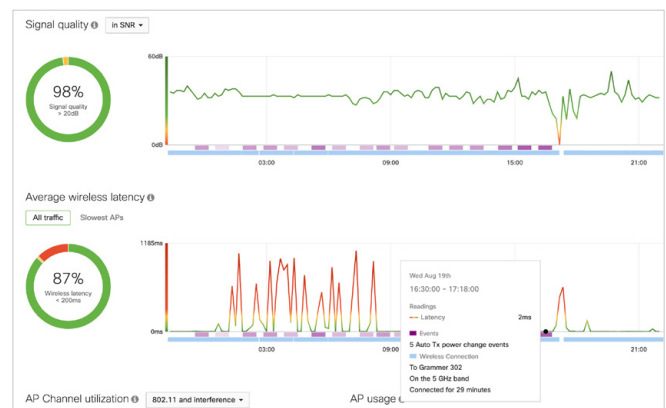 Signal quality in SNR
60dB
98%
Signal quality
> 20dB
0dB
03:00 09:00 15:00 21:00
Average wireless latency
All traffic Slowest APs
1185ms
87%
Wireless latency
< 200ms
0ms
03:00 09:00 21:00
Wed Aug 19th
16:30:00 - 17:18:00
Readings
Latency 2ms
Events
5 Auto Tx power change events
Wireless Connection
To Grammer 302
On the 5 GHz band
Connected for 29 minutes
AP Channel utilization 802.11 and interference AP usage